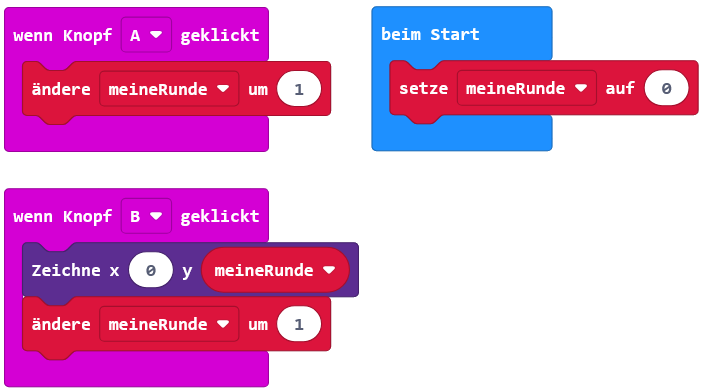 wenn Knopf A geklickt
ändere meineRunde um 1
beim Start
setze meineRunde auf 0
wenn Knopf B geklickt
Zeichne x 0 y meineRunde
ändere meineRunde um 1